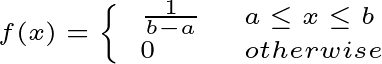 f(x) = { 1/(b-a)   a ≤ x ≤ b
0   otherwise